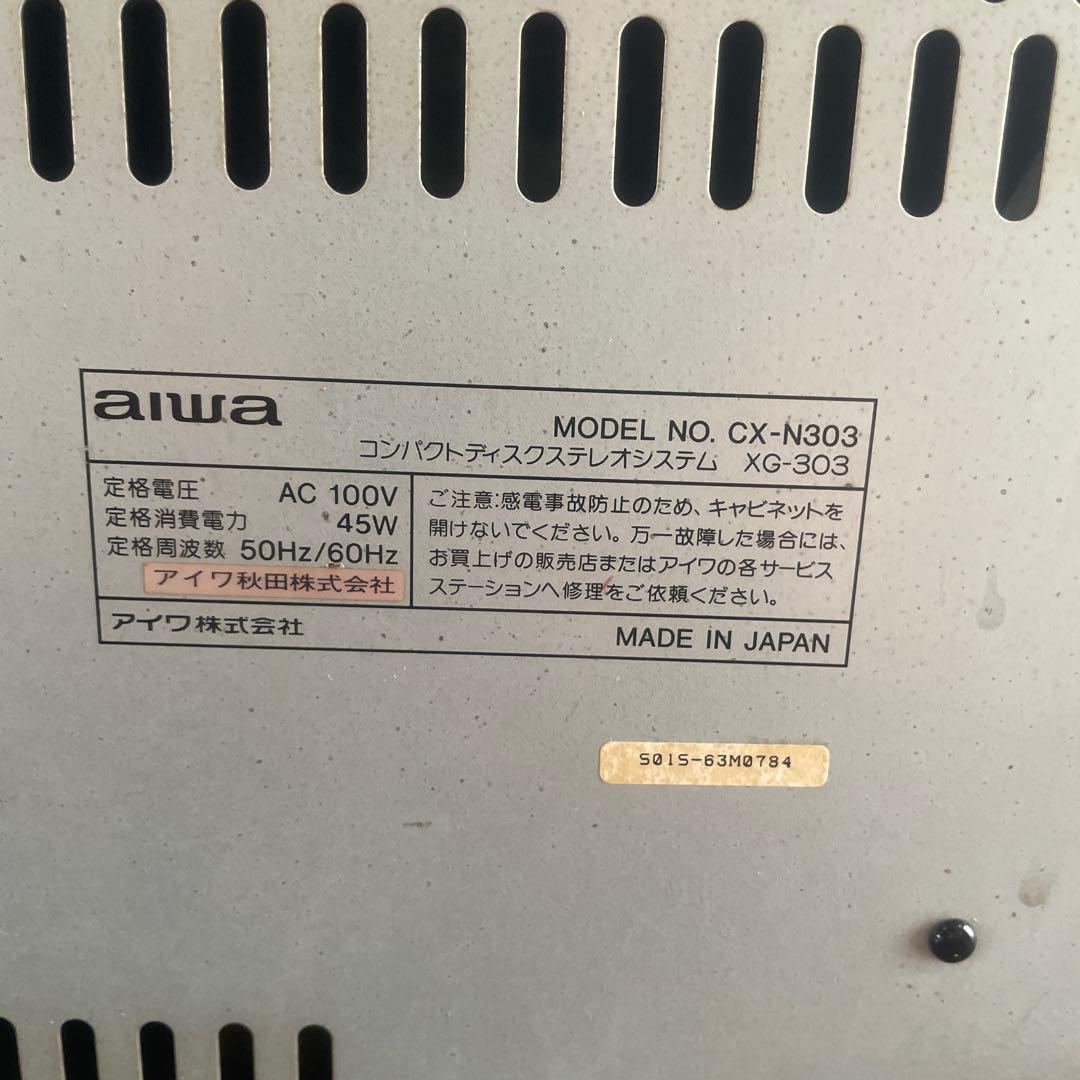 aiwa
MODEL NO. CX-N303
コンパクトディスクステレオシステム XG-303
定格電圧 AC 100V
定格消費電力 45W
定格周波数 50Hz/60Hz
アイワ秋田株式会社
ご注意:感電事故防止のため、キャビネットを
開けないでください。万一故障した場合には、
お買上げの販売店またはアイワの各サービス
ステーションへ修理をご依頼ください。
アイワ株式会社
MADE IN JAPAN
S01S-63M0784